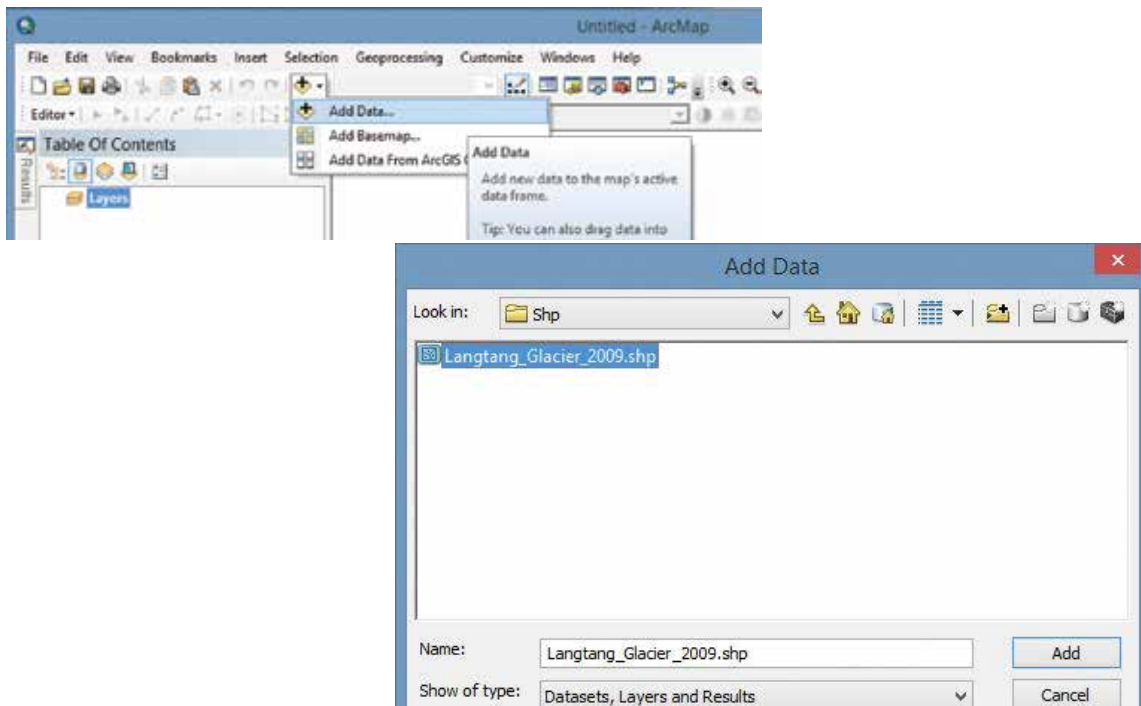 Untitled - ArcMap
File Edit View Bookmarks Insert Selection Geoprocessing Customize Windows Help
Editor
Add Data...
Table Of Contents
Add Basemap...
Add Data From ArcGIS
Results
Layers
Add Data
Add new data to the map's active
data frame.
Tip: You can also drag data into
Add Data
Look in: Shp
Langtang_Glacier_2009.shp
Name: Langtang_Glacier_2009.shp Add
Show of type: Datasets, Layers and Results Cancel